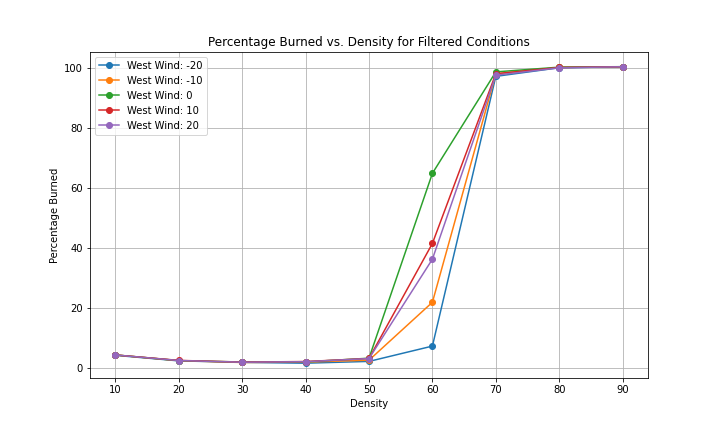 Percentage Burned vs. Density for Filtered Conditions
West Wind: -20
West Wind: -10
West Wind: 0
West Wind: 10
West Wind: 20
Percentage Burned
100
80
60
40
20
0
10 20 30 40 50 60 70 80 90
Density